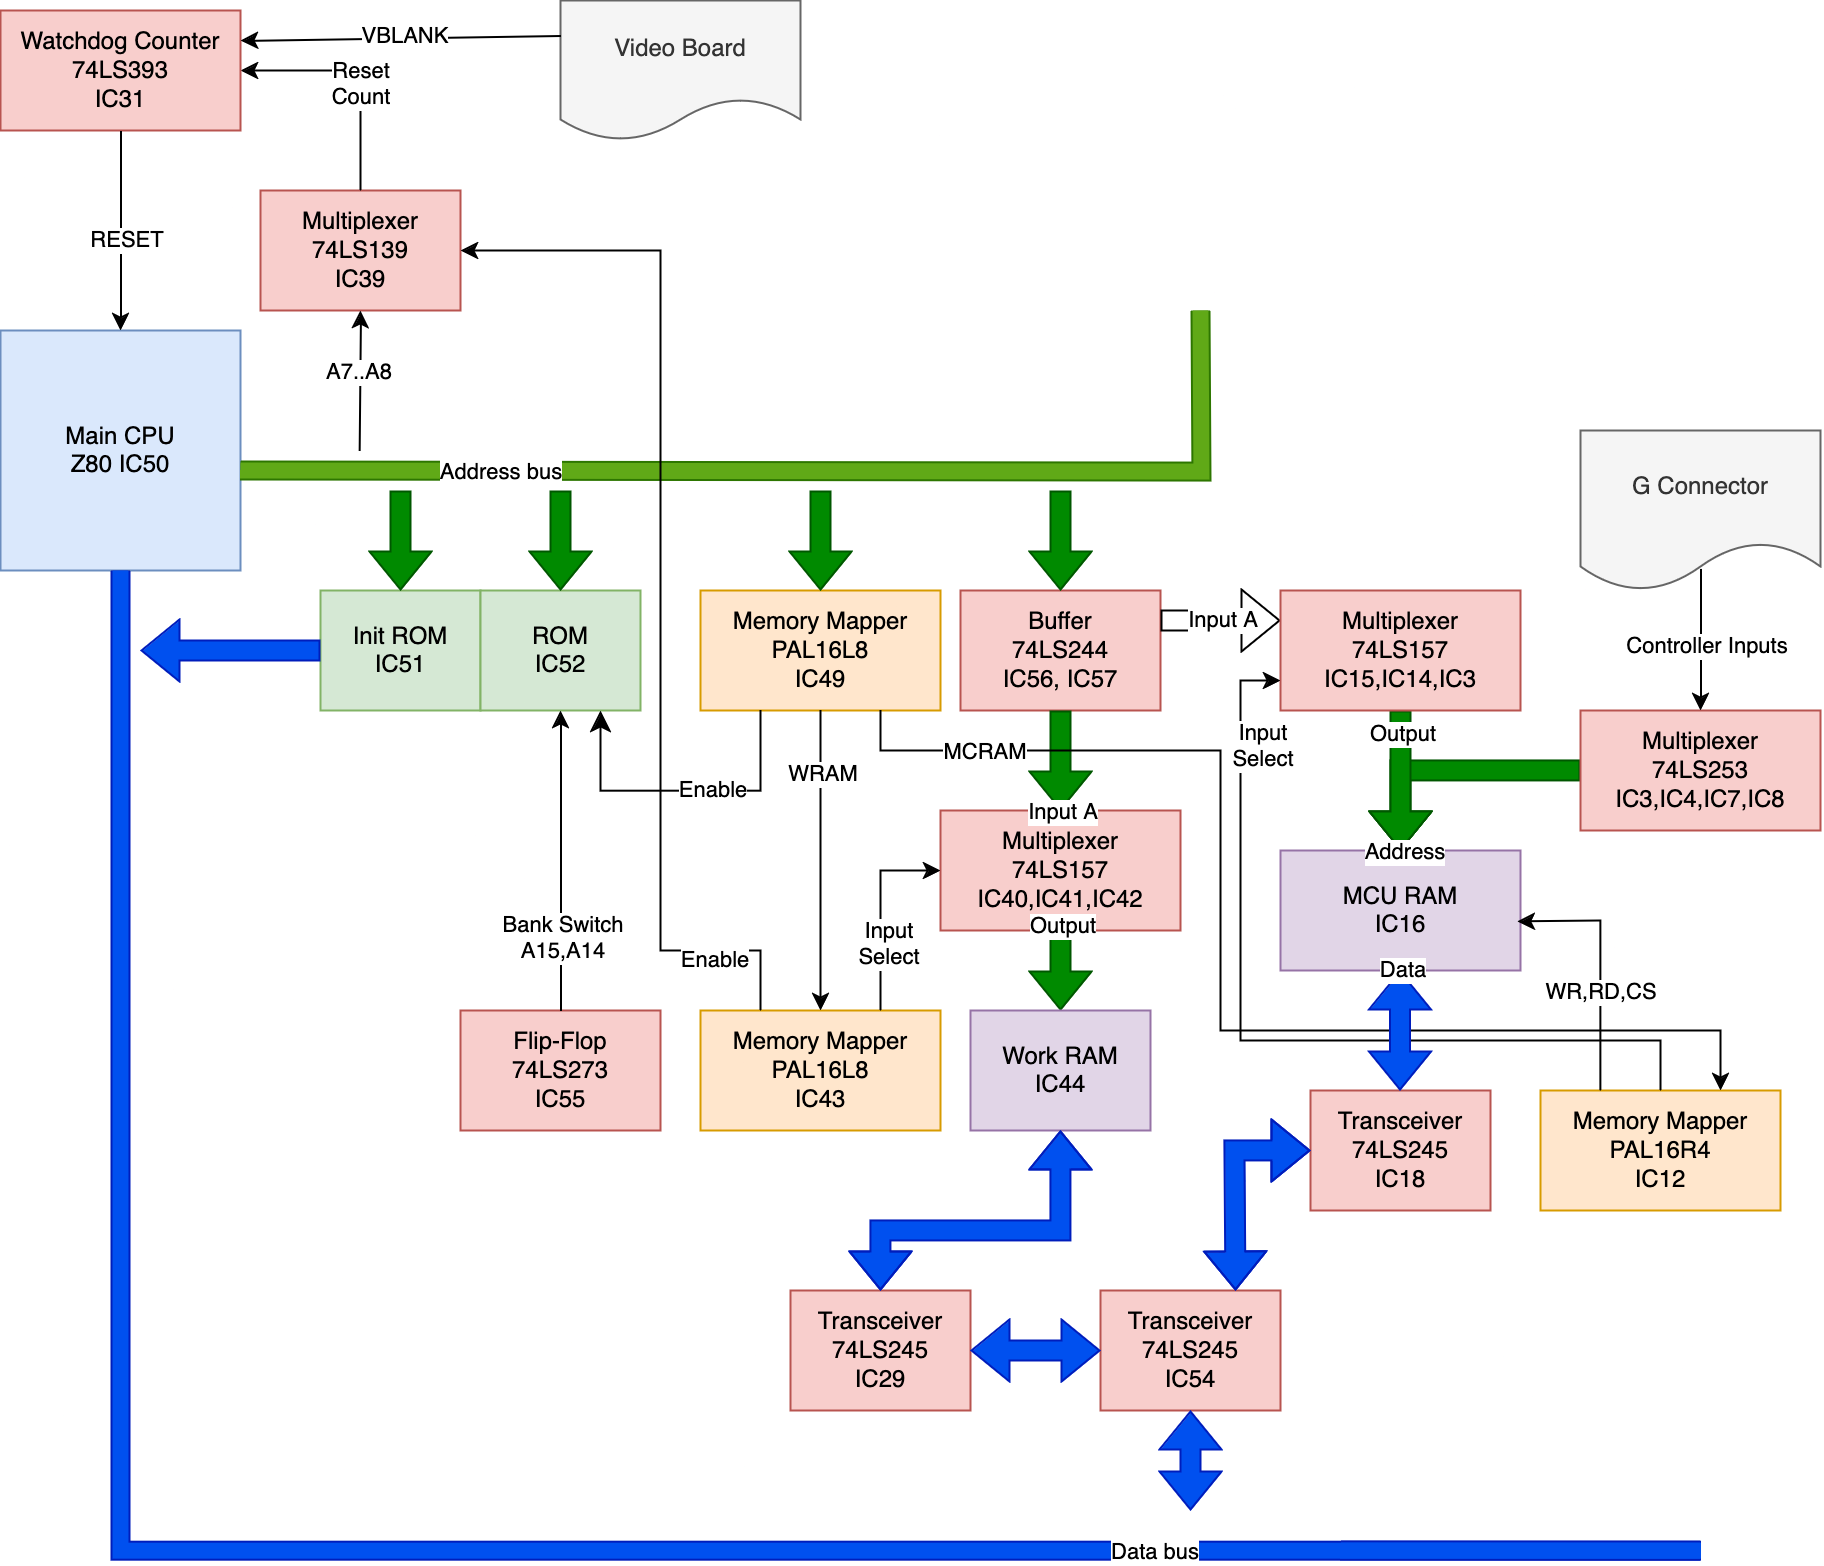 Watchdog Counter
74LS393
IC31
VBLANK
Reset
Count
Video Board
RESET
Multiplexer
74LS139
IC39
A7..A8
Main CPU
Z80 IC50
Address bus
G Connector
Init ROM
IC51
ROM
IC52
Memory Mapper
PAL16L8
IC49
Buffer
74LS244
IC56, IC57
Input A
Multiplexer
74LS157
IC15,IC14,IC3
Controller Inputs
Output
Input
Select
Multiplexer
74LS253
IC3,IC4,IC7,IC8
MCRAM
WRAM
Enable
Input A
Multiplexer
74LS157
IC40,IC41,IC42
Output
Address
MCU RAM
IC16
Data
Bank Switch
A15,A14
Enable
Input
Select
WR,RD,CS
Flip-Flop
74LS273
IC55
Memory Mapper
PAL16L8
IC43
Work RAM
IC44
Transceiver
74LS245
IC18
Memory Mapper
PAL16R4
IC12
Transceiver
74LS245
IC29
Transceiver
74LS245
IC54
Data bus